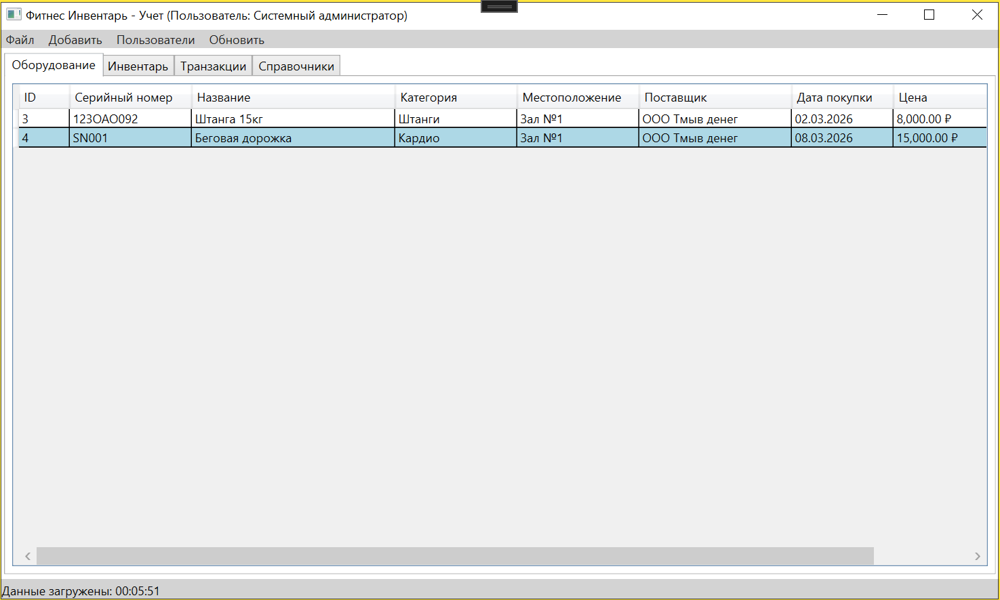 Фитнес Инвентарь - Учет (Пользователь: Системный администратор)
Файл Добавить Пользователи Обновить
Оборудование Инвентарь Транзакции Справочники
ID Серийный номер Название Категория Местоположение Поставщик Дата покупки Цена
3 123ОАО092 Штанга 15кг Штанги Зал №1 ООО Тмыв денег 02.03.2026 8,000.00 ₽
4 SN001 Беговая дорожка Кардио Зал №1 ООО Тмыв денег 08.03.2026 15,000.00 ₽
Данные загружены: 00:05:51